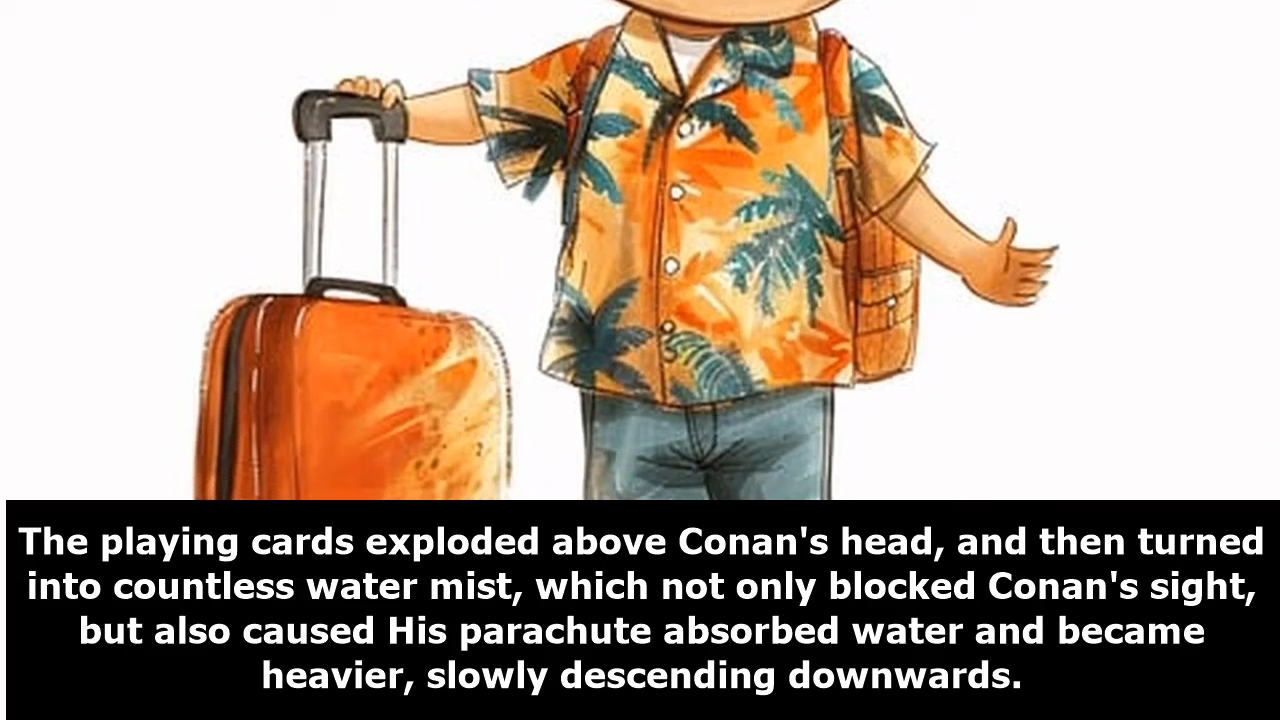 The playing cards exploded above Conan's head, and then turned
into countless water mist, which not only blocked Conan's sight,
but also caused His parachute absorbed water and became
heavier, slowly descending downwards.